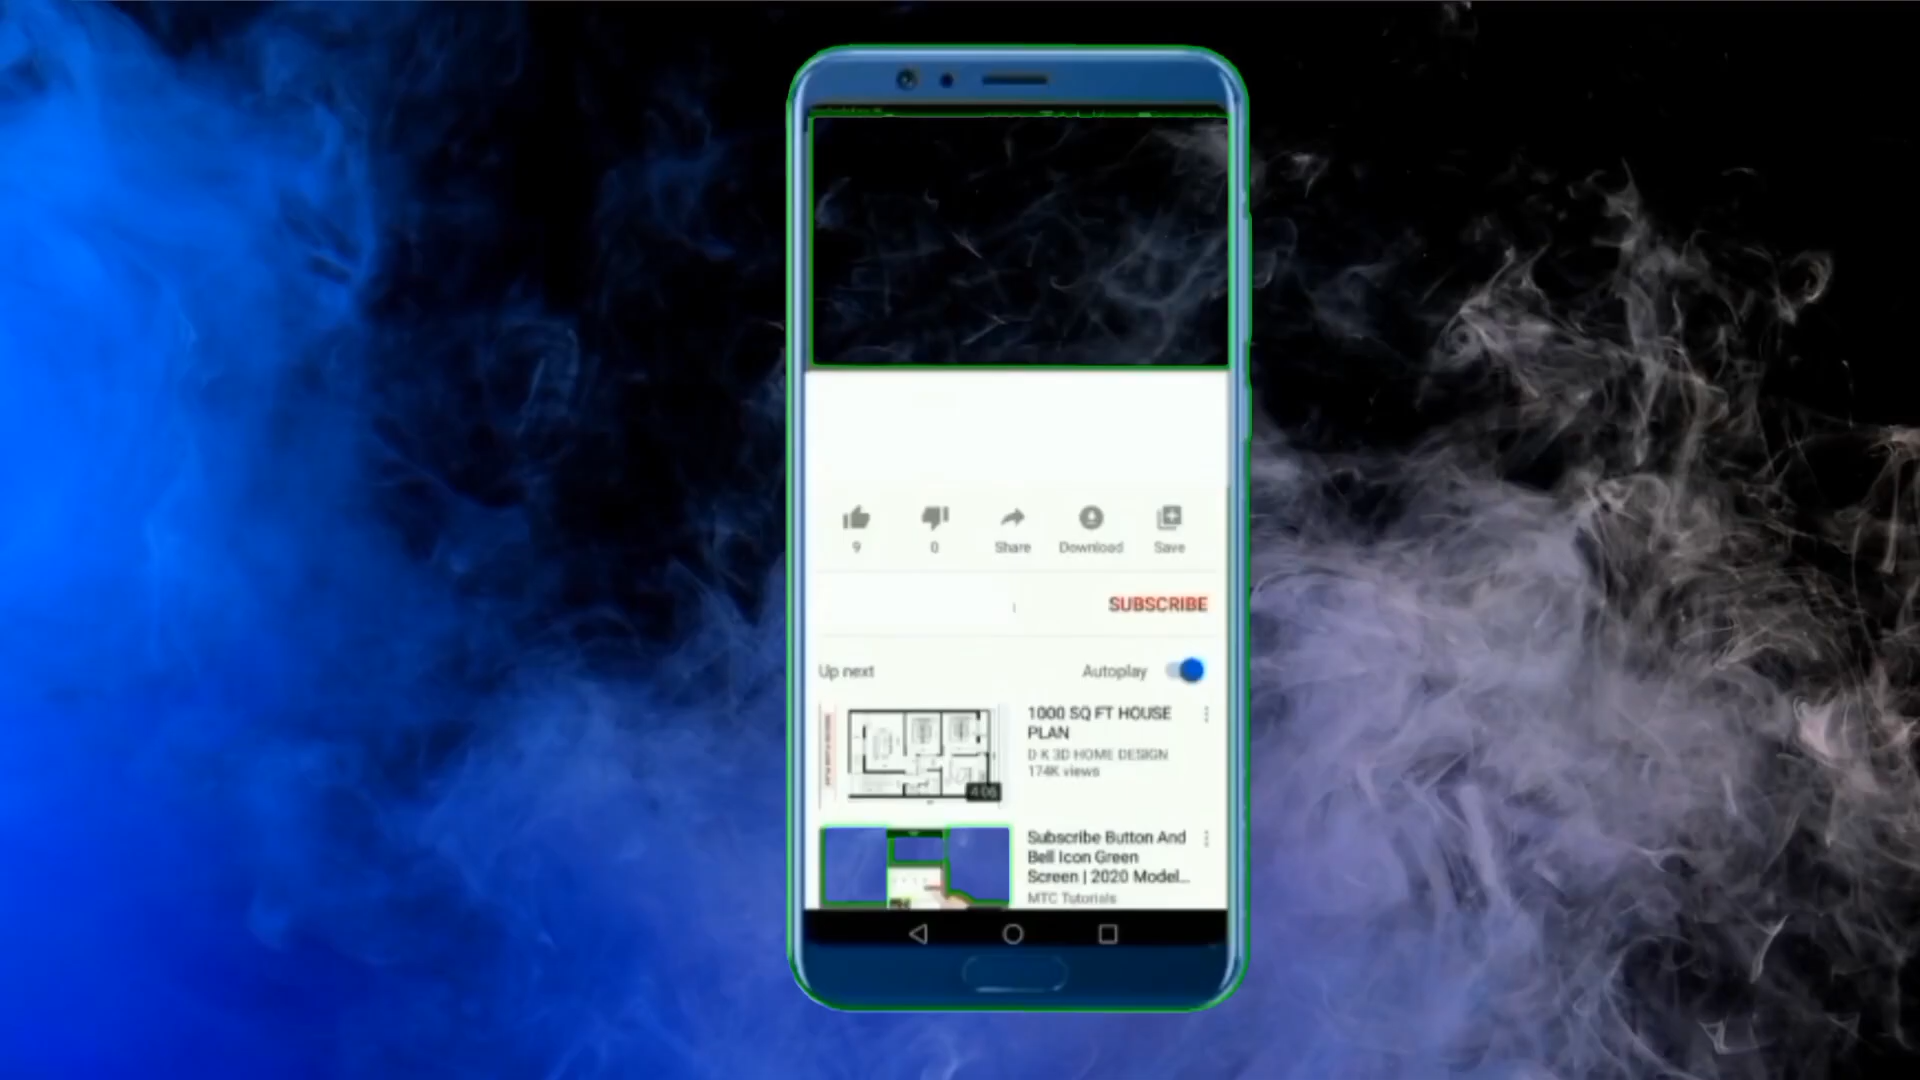 9
0
Share
Download
Save
SUBSCRIBE
Up next
Autoplay
1000 SQ FT HOUSE
PLAN
D K 3D HOME DESIGN
174K views
4:06
Subscribe Button And
Bell Icon Green
Screen | 2020 Model...
MTC Tutorials